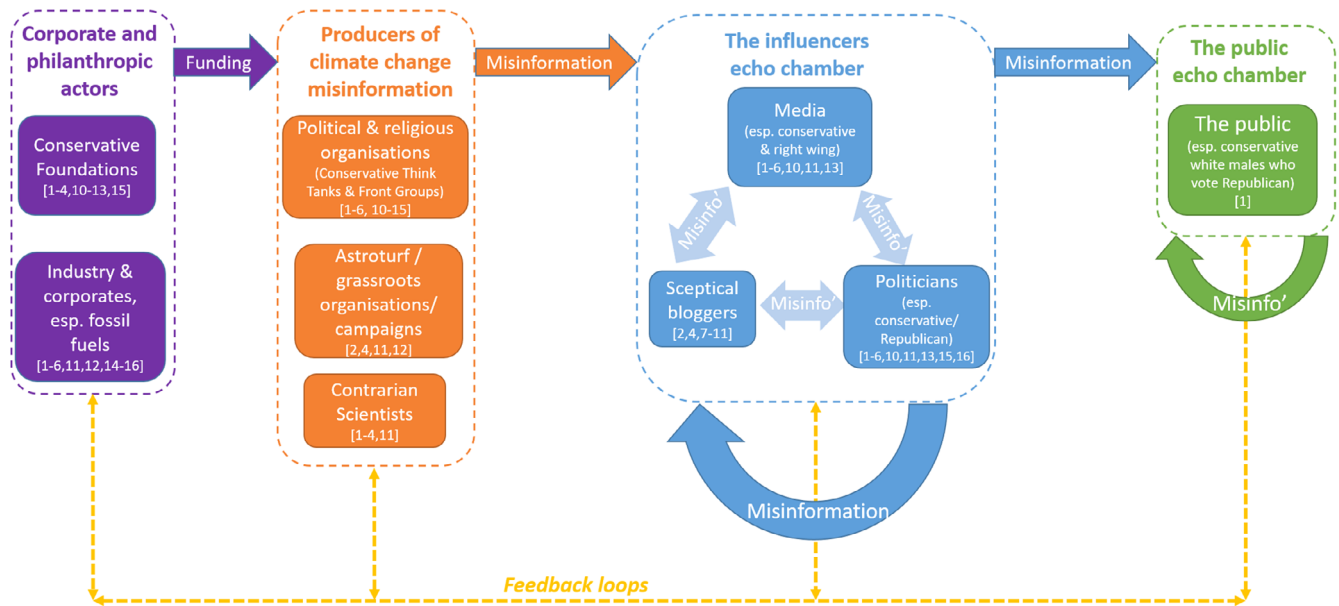 Corporate and
philanthropic
actors
Conservative
Foundations
[1-4,10-13,15]
Industry &
corporates,
esp. fossil
fuels
[1-6,11,12,14-16]
Funding
Producers of
climate change
misinformation
Political & religious
organisations
(Conservative Think
Tanks & Front Groups)
[1-6, 10-15]
Astroturf /
grassroots
organisations/
campaigns
[2,4,11,12]
Contrarian
Scientists
[1-4,11]
Misinformation
The influencers
echo chamber
Media
(esp. conservative
& right wing)
[1-6,10,11,13]
Misinfo'
Misinfo'
Sceptical
bloggers
[2,4,7-11]
Misinfo'
Politicians
(esp.
conservative/
Republican)
[1-6,10,11,13,15,16]
Misinformation
Misinformation
The public
echo chamber
The public
(esp. conservative
white males who
vote Republican)
[1]
Misinfo'
Feedback loops